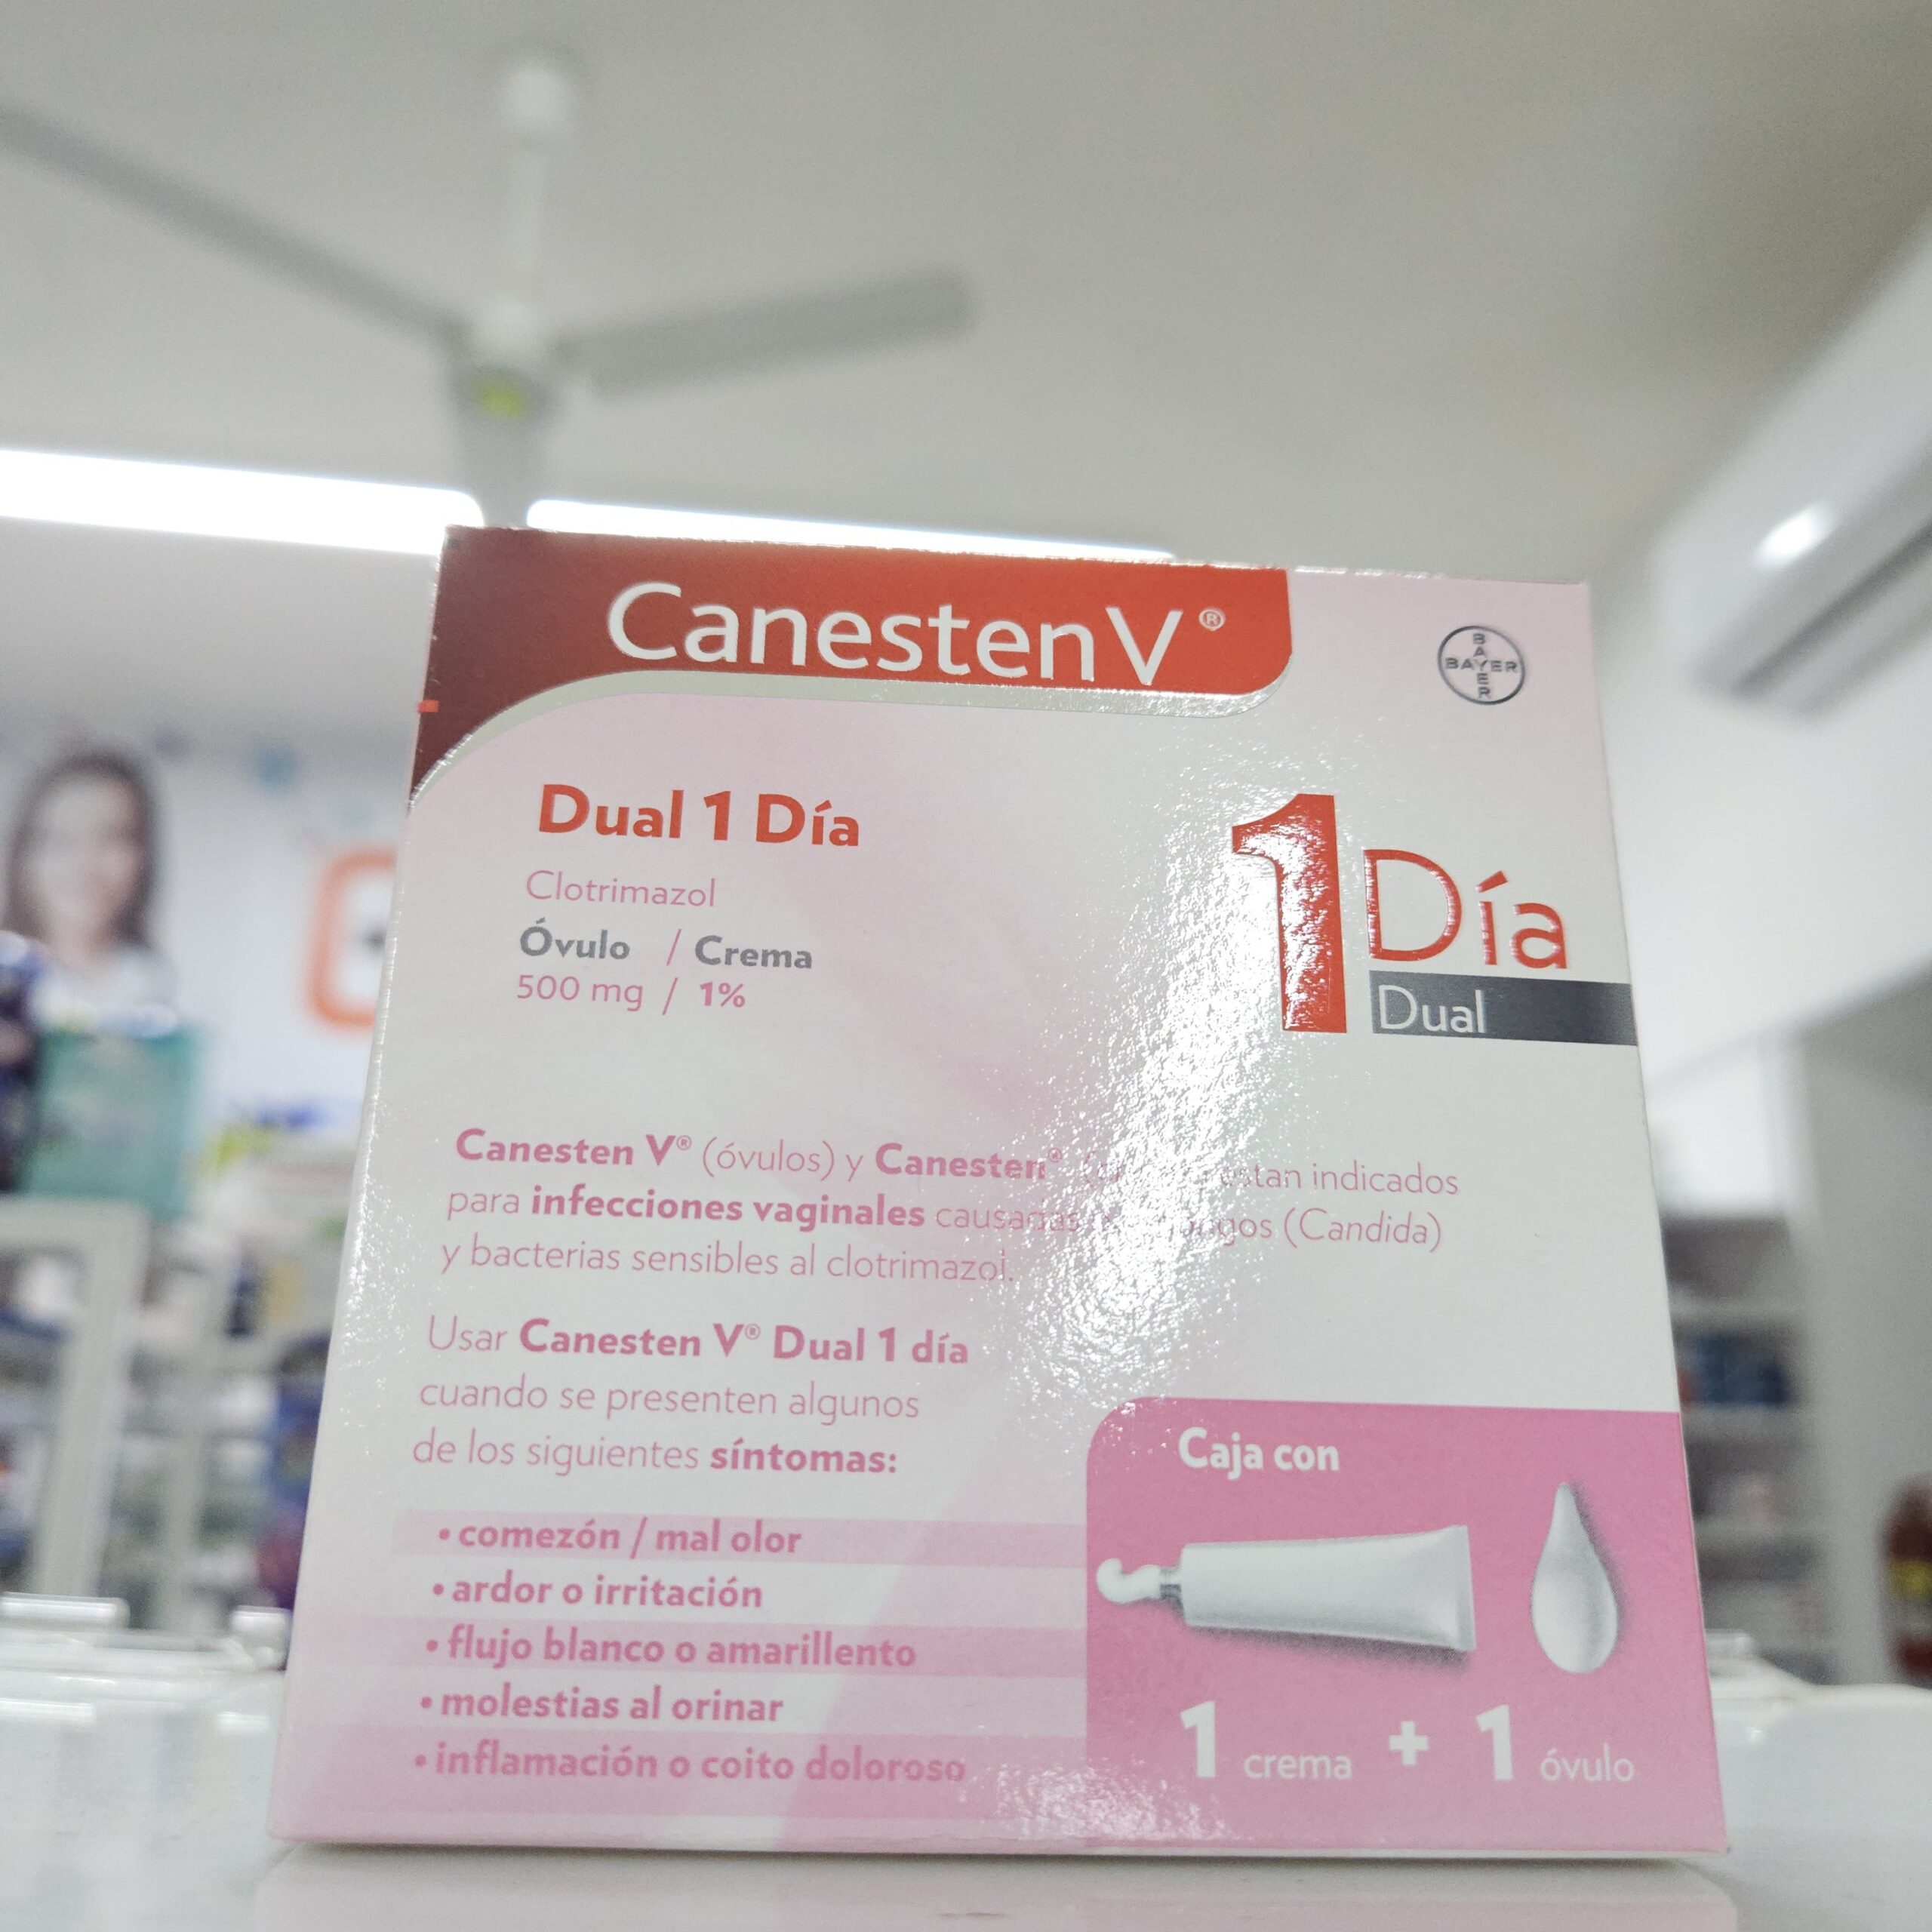 Canesten V®
BAYER
BAYER
Dual 1 Día
Clotrimazol
Óvulo / Crema
500 mg / 1%
1 Día
Dual
Canesten V® (óvulos) y Canesten® estan indicados
para infecciones vaginales causadas (Candida)
y bacterias sensibles al clotrimazol.
Usar Canesten V® Dual 1 día
cuando se presenten algunos
de los siguientes síntomas:
• comezón / mal olor
• ardor o irritación
• flujo blanco o amarillento
• molestias al orinar
• inflamación o coito doloroso
Caja con
1 crema + 1 óvulo